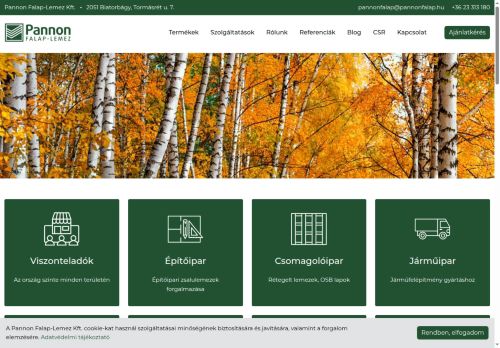 Pannon Falap-Lemez Kft. • 2051 Biatorbágy, Tormásrét u. 7.
pannonfalap@pannonfalap.hu +36 23 313 180
Pannon
FALAP-LEMEZ
Termékek Szolgáltatások Rólunk Referenciák Blog CSR Kapcsolat Ajánlatkérés
Viszonteladók
Az ország szinte minden területén
Építőipar
Építőipari zsalulemezek
forgalmazása
Csomagolóipar
Rétegelt lemezek, OSB lapok
Járműipar
Járműfelépítmény gyártáshoz
A Pannon Falap-Lemez Kft. cookie-kat használ szolgáltatásai minőségének biztosítására és javítására, valamint a forgalom
elemzésére. Adatvédelmi tájékoztató
Rendben, elfogadom